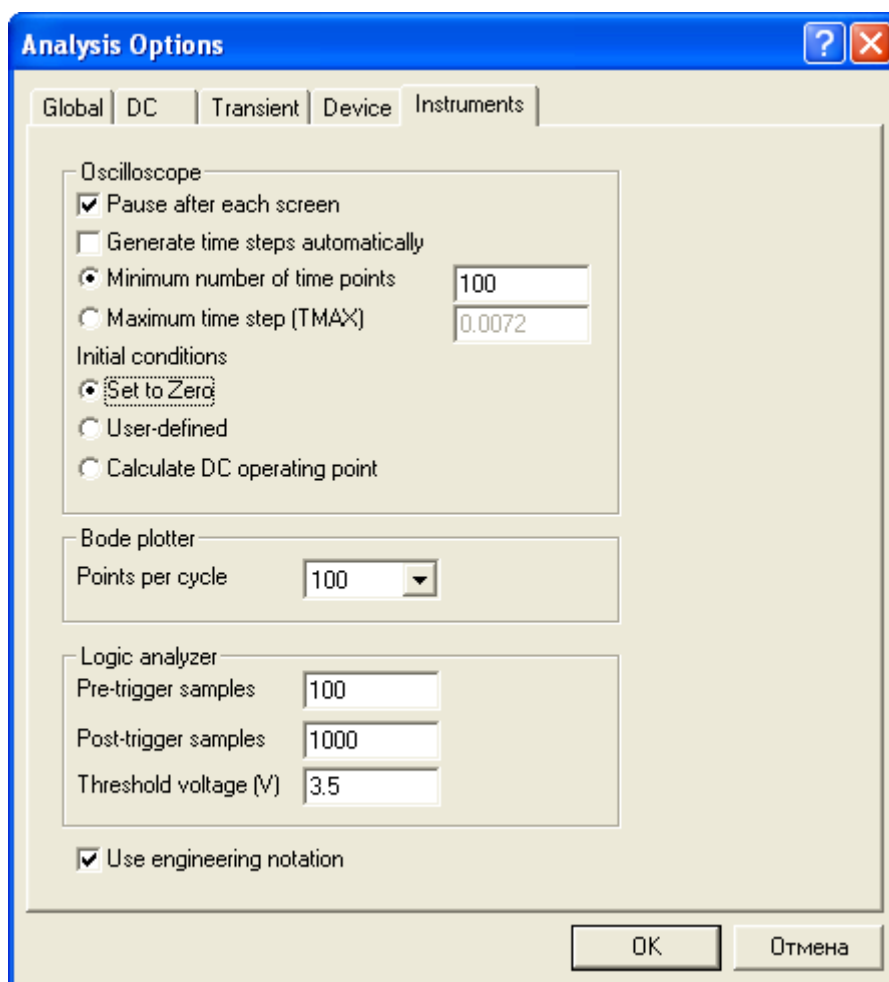 Analysis Options
Global DC Transient Device Instruments
Oscilloscope
Pause after each screen
Generate time steps automatically
Minimum number of time points 100
Maximum time step (TMAX) 0.0072
Initial conditions
Set to Zero
User-defined
Calculate DC operating point
Bode plotter
Points per cycle 100
Logic analyzer
Pre-trigger samples 100
Post-trigger samples 1000
Threshold voltage (V) 3.5
Use engineering notation
OK Отмена